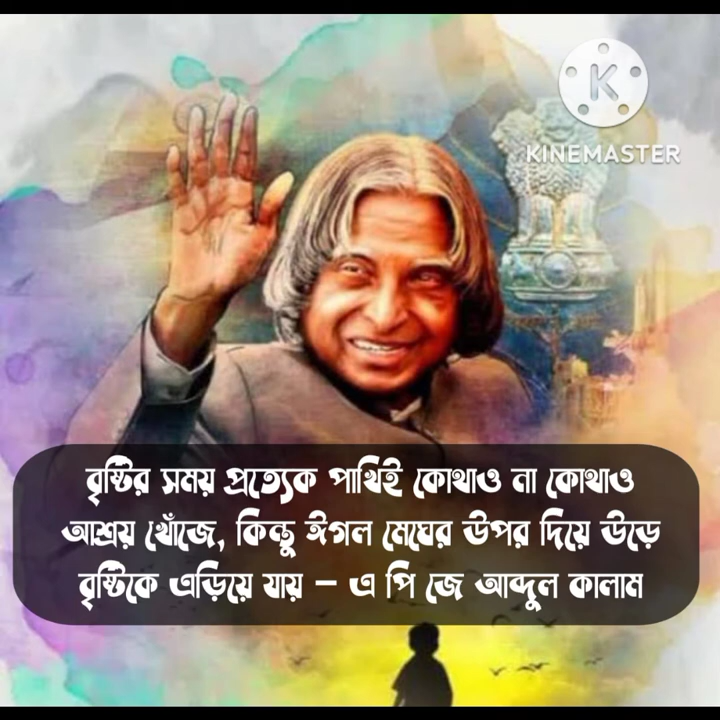 K
KINEMASTER
বৃষ্টির সময় প্রত্যেক পাখিই কোথাও না কোথাও
আশ্রয় খোঁজে, কিন্তু ঈগল মেঘের উপর দিয়ে উড়ে
বৃষ্টিকে এড়িয়ে যায় – এ পি জে আব্দুল কালাম